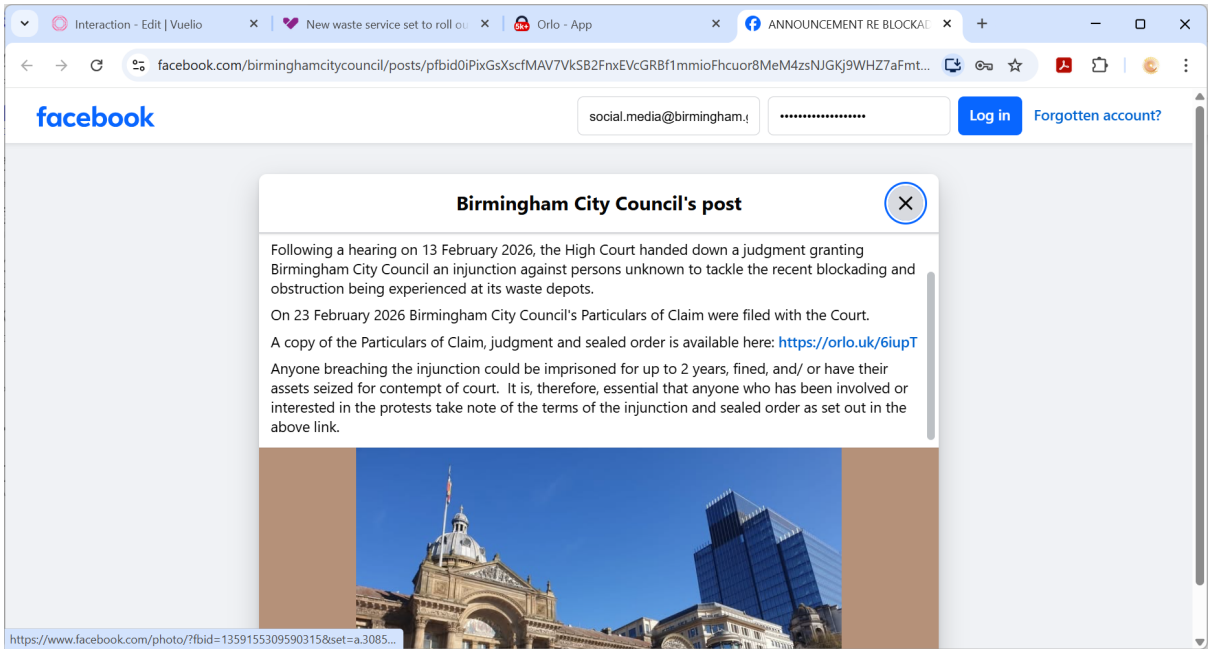 Interaction - Edit | Vuelio
New waste service set to roll ou
5k+
Orlo - App
ANNOUNCEMENT RE BLOCKAD
facebook.com/birminghamcitycouncil/posts/pfbid0iPixGsXscfMAV7VkSB2FnxEVcGRBf1mmioFhcuor8MeM4zsNJGKj9WHZ7aFmt...
facebook
social.media@birmingham.g
Log in
Forgotten account?
Birmingham City Council's post
Following a hearing on 13 February 2026, the High Court handed down a judgment granting
Birmingham City Council an injunction against persons unknown to tackle the recent blockading and
obstruction being experienced at its waste depots.
On 23 February 2026 Birmingham City Council's Particulars of Claim were filed with the Court.
A copy of the Particulars of Claim, judgment and sealed order is available here: https://orlo.uk/6iupT
Anyone breaching the injunction could be imprisoned for up to 2 years, fined, and/ or have their
assets seized for contempt of court.  It is, therefore, essential that anyone who has been involved or
interested in the protests take note of the terms of the injunction and sealed order as set out in the
above link.
https://www.facebook.com/photo/?fbid=1359155309590315&set=a.3085...